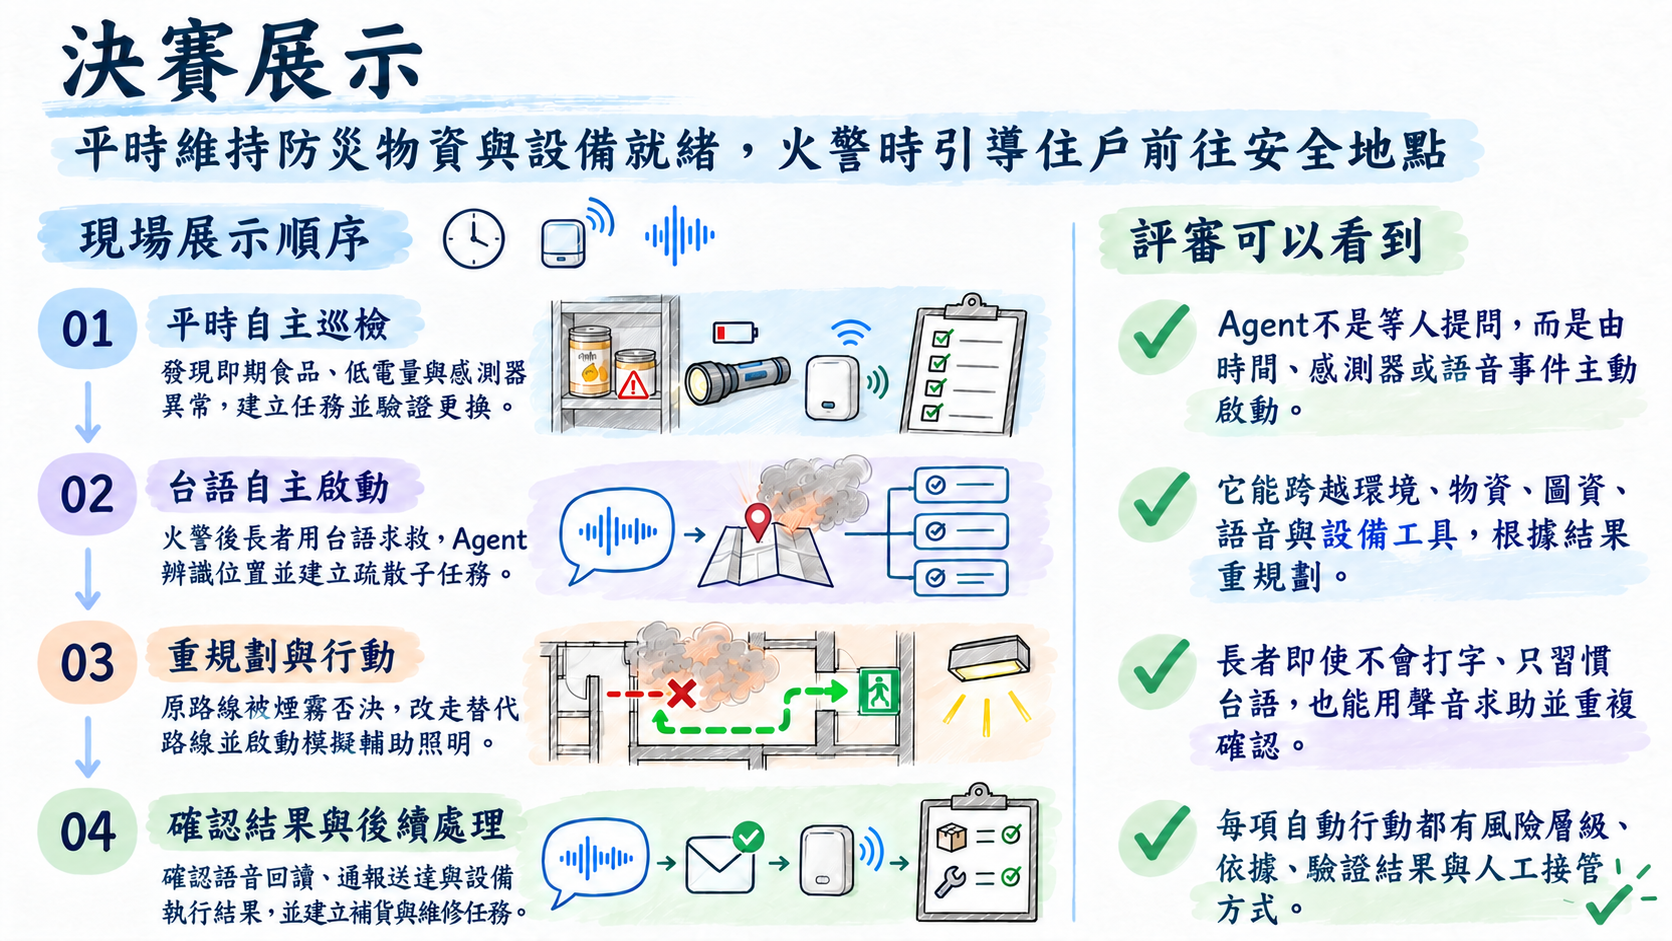 決賽展示
平時維持防災物資與設備就緒，火警時引導住戶前往安全地點
現場展示順序
01
平時自主巡檢
發現即期食品、低電量與感測器
異常，建立任務並驗證更換。
02
台語自主啟動
火警後長者用台語求救，Agent
辨識位置並建立疏散子任務。
03
重規劃與行動
原路線被煙霧否決，改走替代
路線並啟動模擬輔助照明。
04
確認結果與後續處理
確認語音回讀、通報送達與設備
執行結果，並建立補貨與維修任務。
評審可以看到
Agent不是等人提問，而是由
時間、感測器或語音事件主動
啟動。
它能跨越環境、物資、圖資、
語音與設備工具，根據結果
重規劃。
長者即使不會打字、只習慣
台語，也能用聲音求助並重複
確認。
每項自動行動都有風險層級、
依據、驗證結果與人工接管
方式。